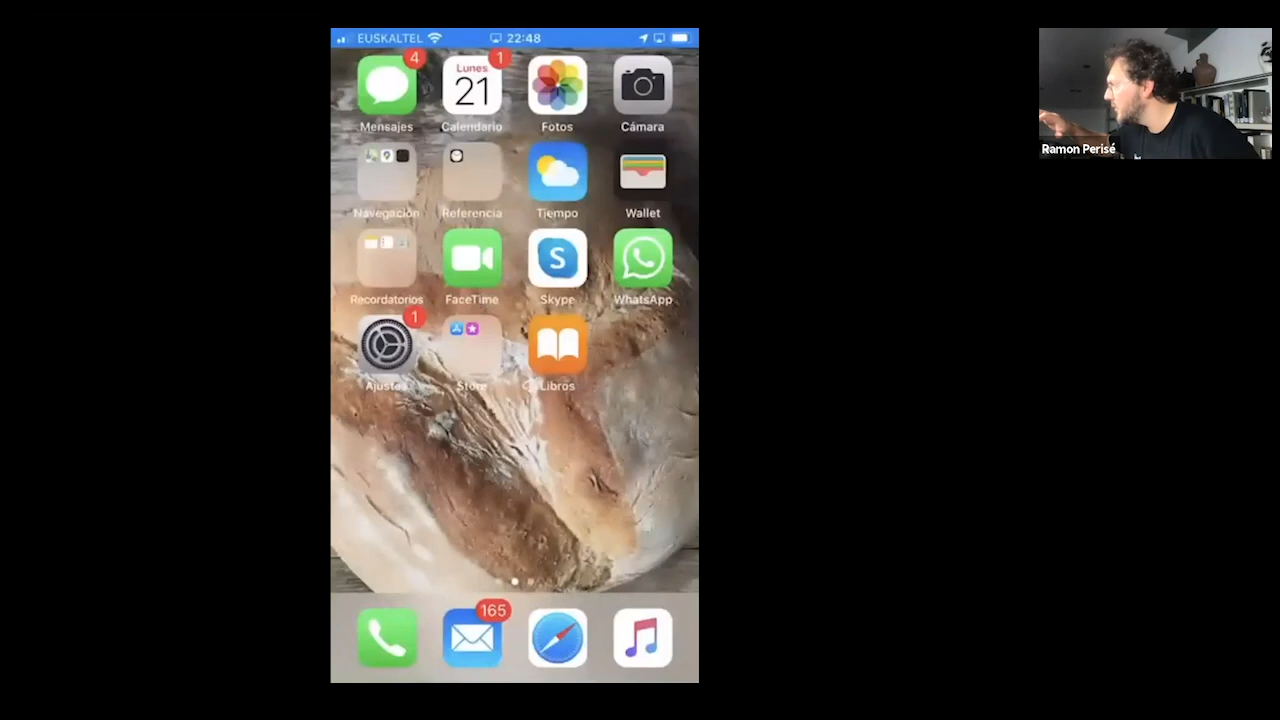 EUSKALTEL 22:48
4 1
Lunes
21
Mensajes Calendario Fotos Cámara
Navegación Referencia Tiempo Wallet
S
Recordatorios FaceTime Skype WhatsApp
1
Ajustes Store Libros
165
Ramon Perisé